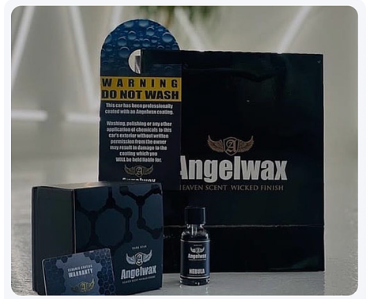 WARNING
DO NOT WASH
This car has been professionally
coated with an Angelwax coating.
Washing, polishing or any other
application of chemicals to this
car's exterior without written
permission from the owner
may result in damage to the
coating which you
WILL be held liable for.
Angelwax
A
Angelwax
HEAVEN SCENT WICKED FINISH
Angelwax
WARRANTY
NEBULA